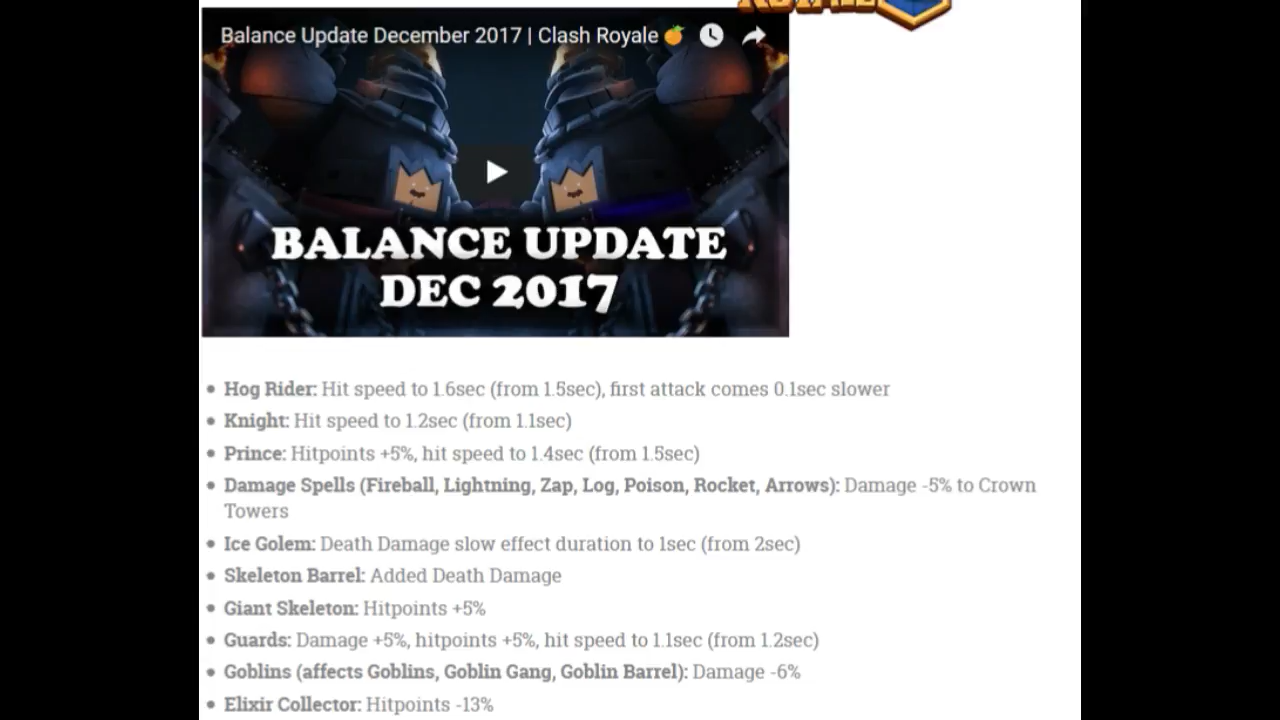 ROYALE
Balance Update December 2017 | Clash Royale 🍊
BALANCE UPDATE
DEC 2017
• Hog Rider: Hit speed to 1.6sec (from 1.5sec), first attack comes 0.1sec slower
• Knight: Hit speed to 1.2sec (from 1.1sec)
• Prince: Hitpoints +5%, hit speed to 1.4sec (from 1.5sec)
• Damage Spells (Fireball, Lightning, Zap, Log, Poison, Rocket, Arrows): Damage -5% to Crown
Towers
• Ice Golem: Death Damage slow effect duration to 1sec (from 2sec)
• Skeleton Barrel: Added Death Damage
• Giant Skeleton: Hitpoints +5%
• Guards: Damage +5%, hitpoints +5%, hit speed to 1.1sec (from 1.2sec)
• Goblins (affects Goblins, Goblin Gang, Goblin Barrel): Damage -6%
• Elixir Collector: Hitpoints -13%